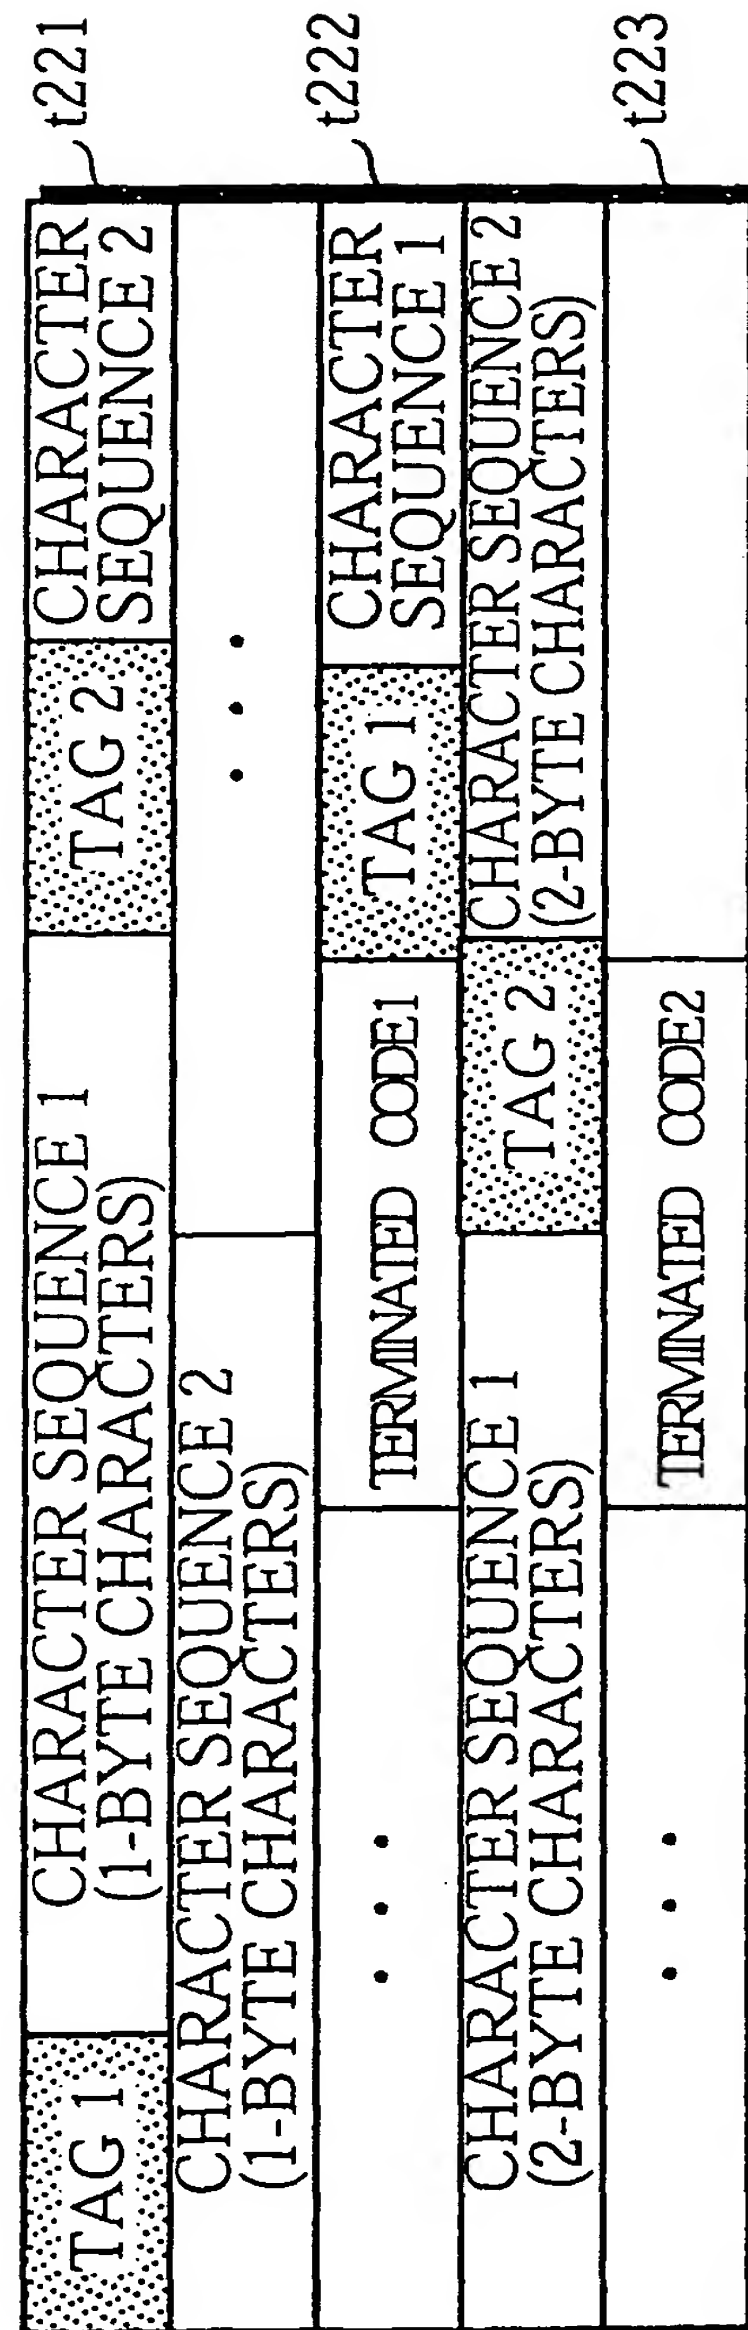 TAG 1
CHARACTER SEQUENCE 1
(1-BYTE CHARACTERS)
TAG 2
CHARACTER
SEQUENCE 2
t221
CHARACTER SEQUENCE 2
(1-BYTE CHARACTERS)
. . .
. . .
TERMINATED CODE1
TAG 1
CHARACTER
SEQUENCE 1
t222
CHARACTER SEQUENCE 1
(2-BYTE CHARACTERS)
TAG 2
CHARACTER SEQUENCE 2
(2-BYTE CHARACTERS)
. . .
TERMINATED CODE2
t223